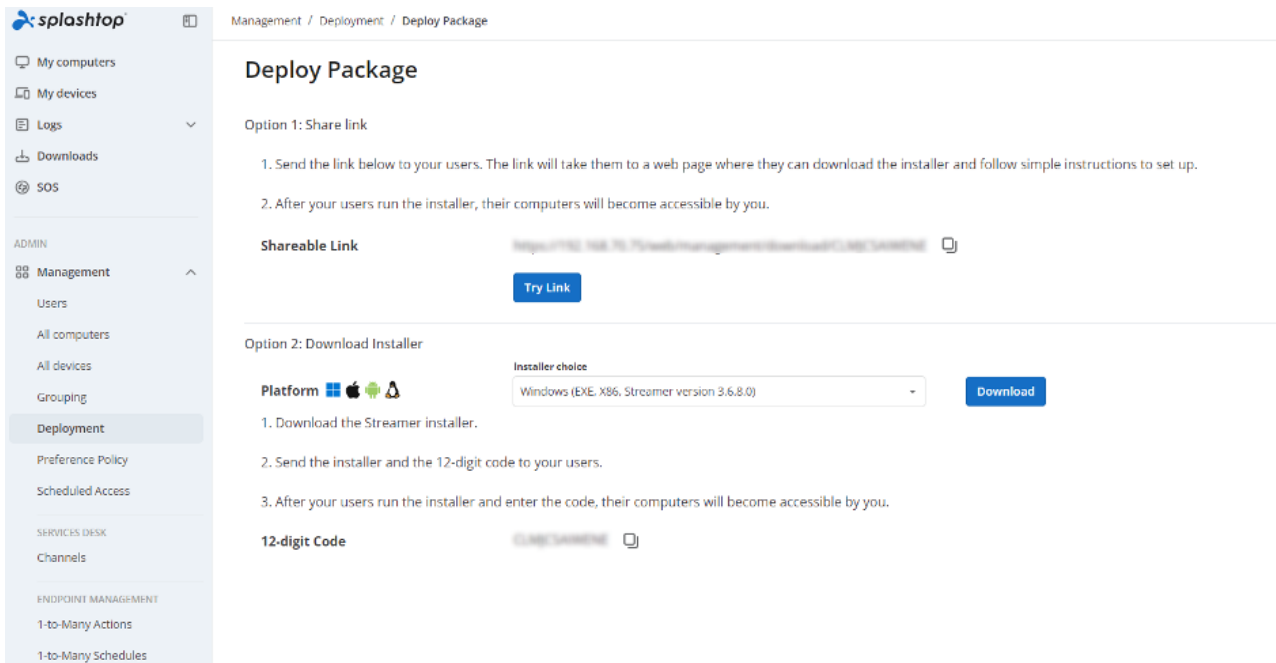 splashtop
My computers
My devices
Logs
Downloads
SOS
ADMIN
Management
Users
All computers
All devices
Grouping
Deployment
Preference Policy
Scheduled Access
SERVICES DESK
Channels
ENDPOINT MANAGEMENT
1-to-Many Actions
1-to-Many Schedules
Management / Deployment / Deploy Package
Deploy Package
Option 1: Share link
1. Send the link below to your users. The link will take them to a web page where they can download the installer and follow simple instructions to set up.
2. After your users run the installer, their computers will become accessible by you.
Shareable Link
Try Link
Option 2: Download Installer
Installer choice
Platform Windows (EXE, X86, Streamer version 3.6.8.0) Download
1. Download the Streamer installer.
2. Send the installer and the 12-digit code to your users.
3. After your users run the installer and enter the code, their computers will become accessible by you.
12-digit Code